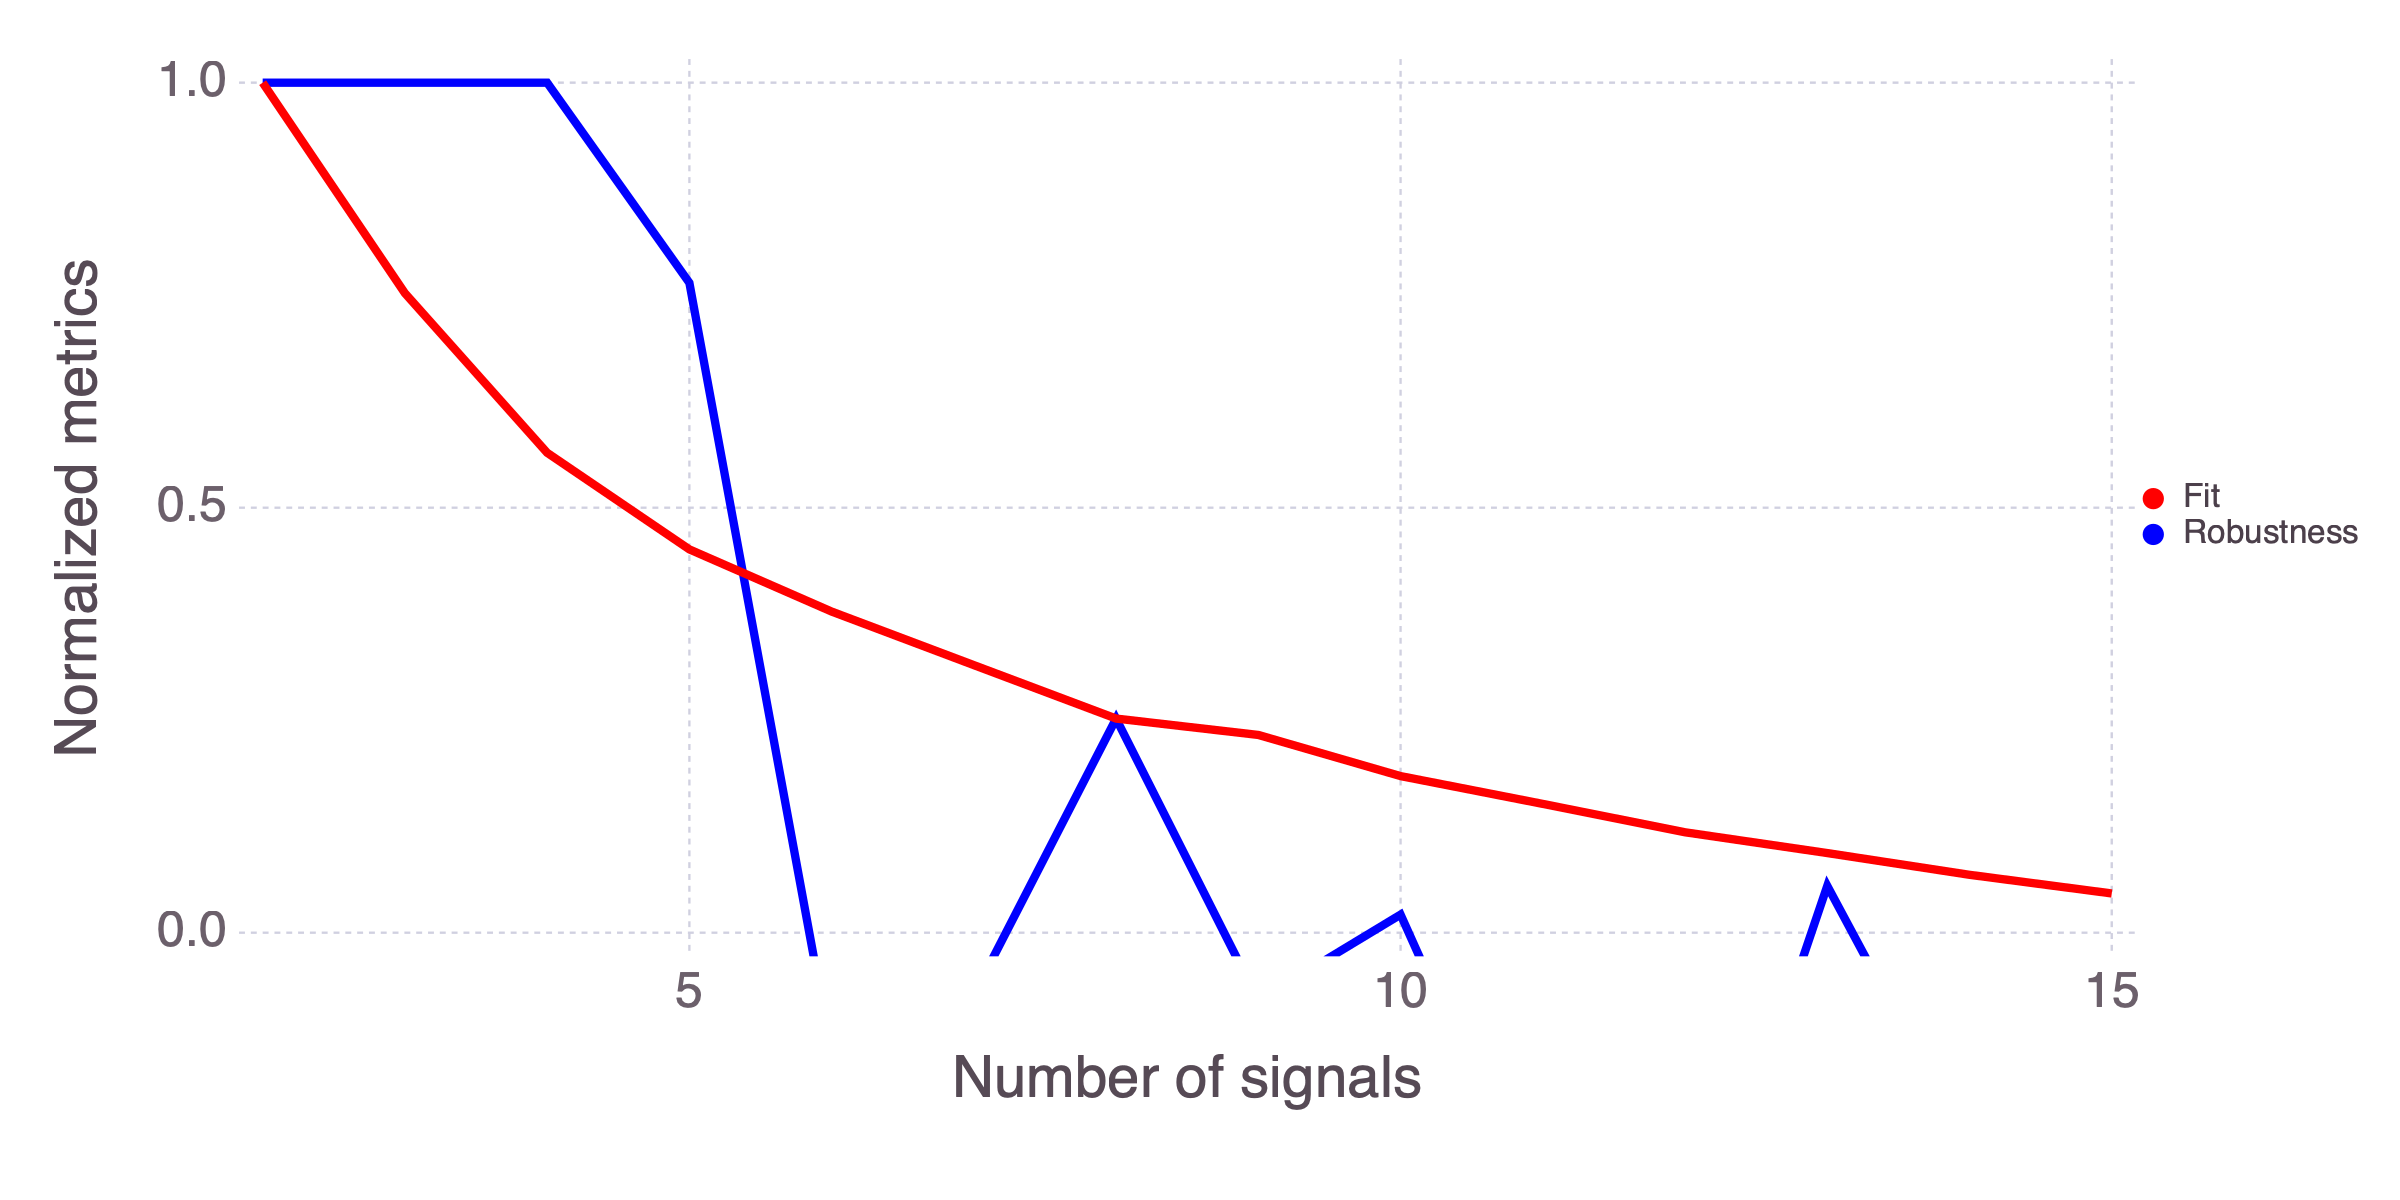 Normalized metrics
1.0
0.5
0.0
5 10 15
Number of signals
Fit
Robustness